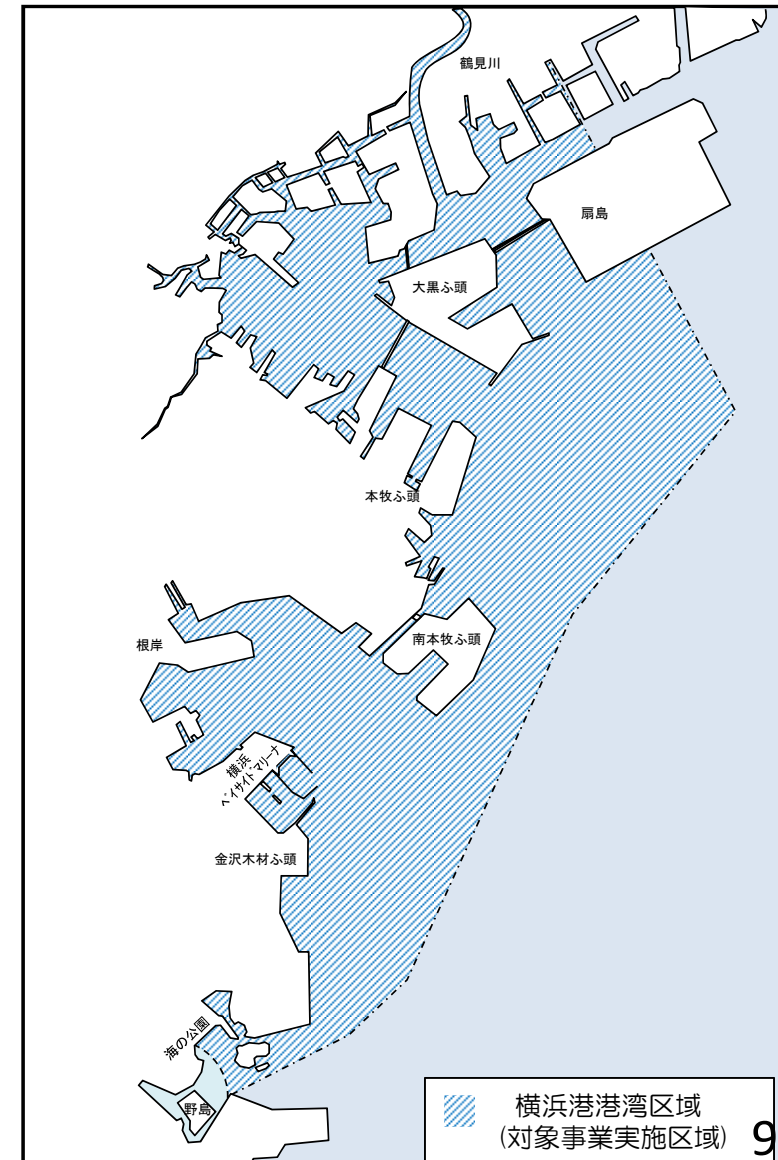 鶴見川
扇島
大黒ふ頭
本牧ふ頭
南本牧ふ頭
根岸
横浜
ベイサイドマリーナ
金沢木材ふ頭
海の公園
野島
横浜港港湾区域
(対象事業実施区域)
9